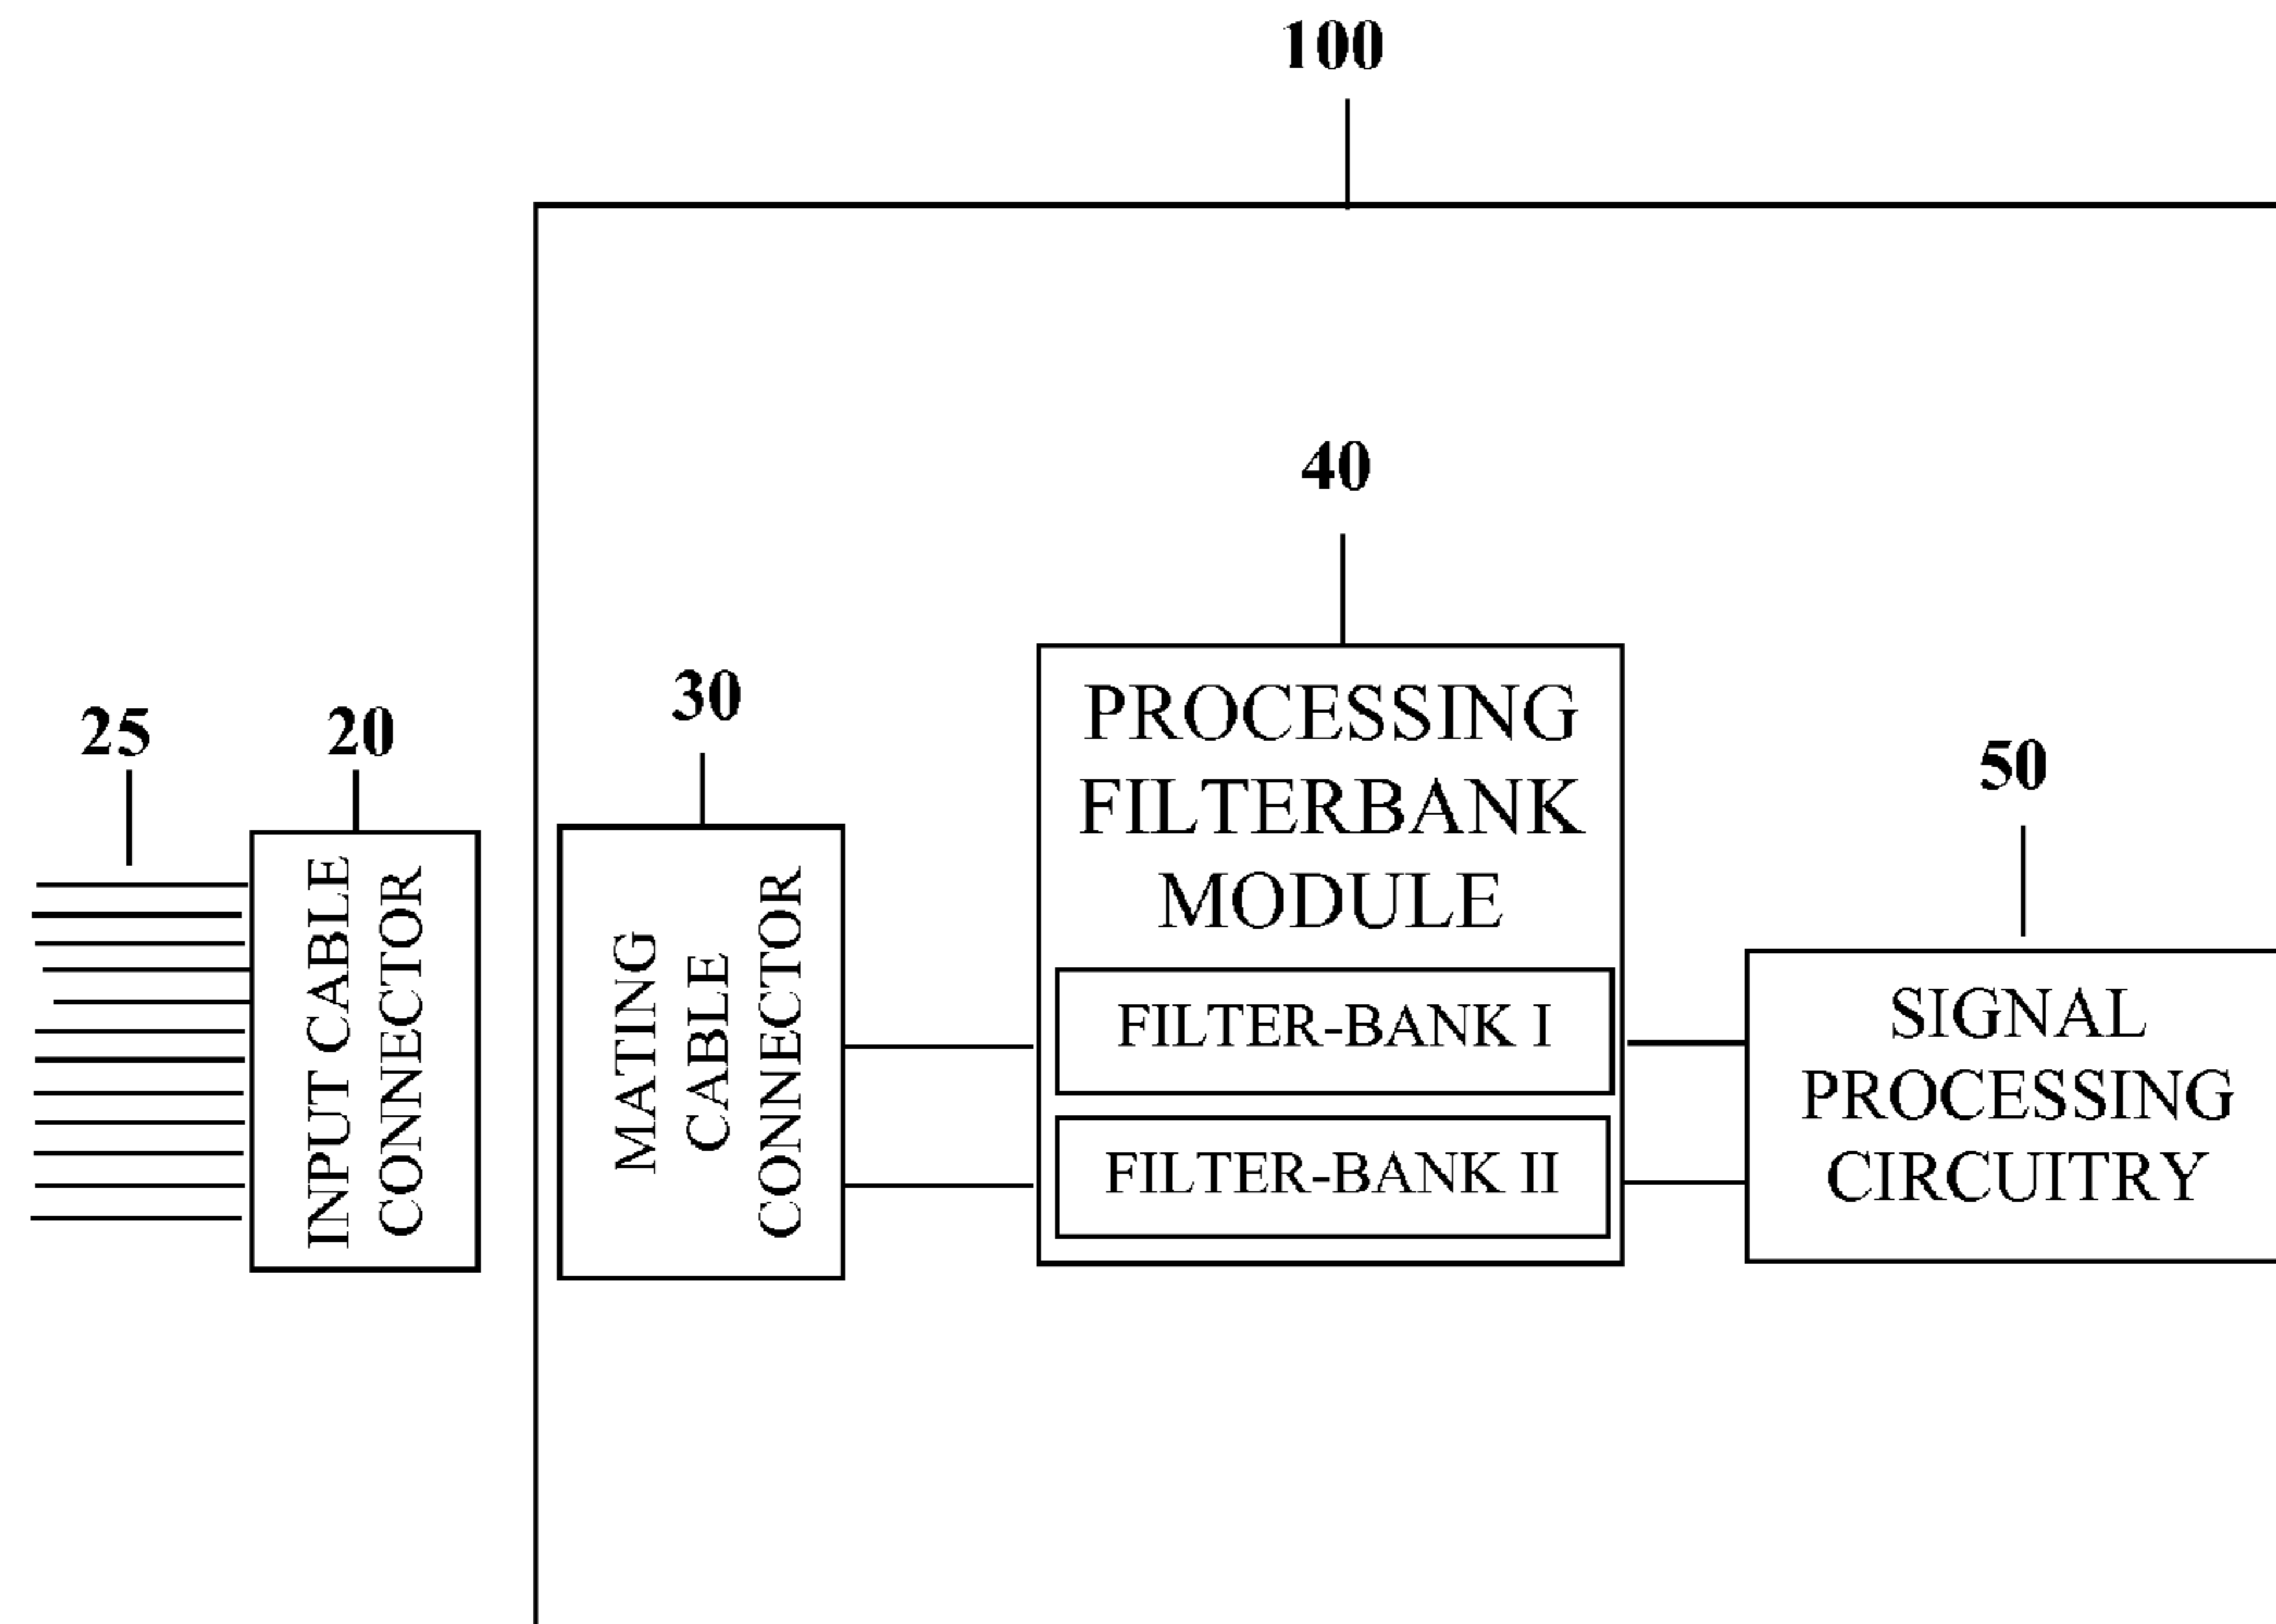 100
40
30
25
20
50
INPUT CABLE
CONNECTOR
MATING
CABLE
CONNECTOR
PROCESSING
FILTERBANK
MODULE
FILTER-BANK I
FILTER-BANK II
SIGNAL
PROCESSING
CIRCUITRY